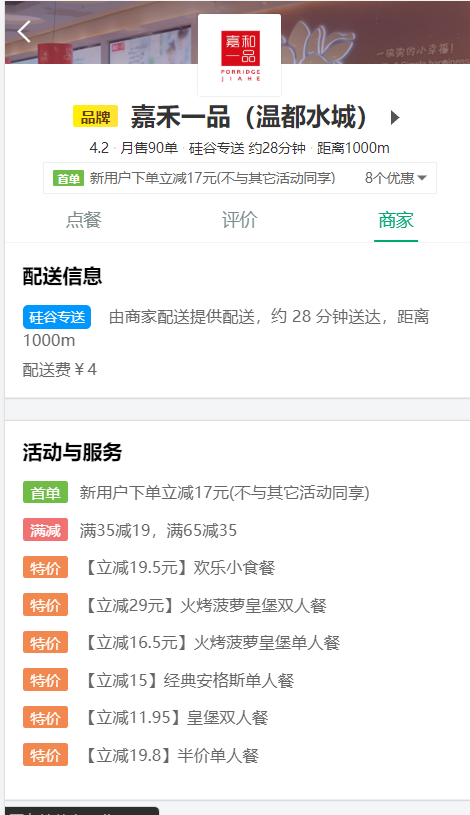 嘉和
一品
PORRIDGE
JIAHE
一碗粥的小幸福！
品牌 嘉禾一品（温都水城）
4.2 · 月售90单 · 硅谷专送 约28分钟 · 距离1000m
首单 新用户下单立减17元(不与其它活动同享) 8个优惠
点餐 评价 商家
配送信息
硅谷专送 由商家配送提供配送，约 28 分钟送达，距离
1000m
配送费￥4
活动与服务
首单 新用户下单立减17元(不与其它活动同享)
满减 满35减19，满65减35
特价 【立减19.5元】欢乐小食餐
特价 【立减29元】火烤菠萝皇堡双人餐
特价 【立减16.5元】火烤菠萝皇堡单人餐
特价 【立减15】经典安格斯单人餐
特价 【立减11.95】皇堡双人餐
特价 【立减19.8】半价单人餐